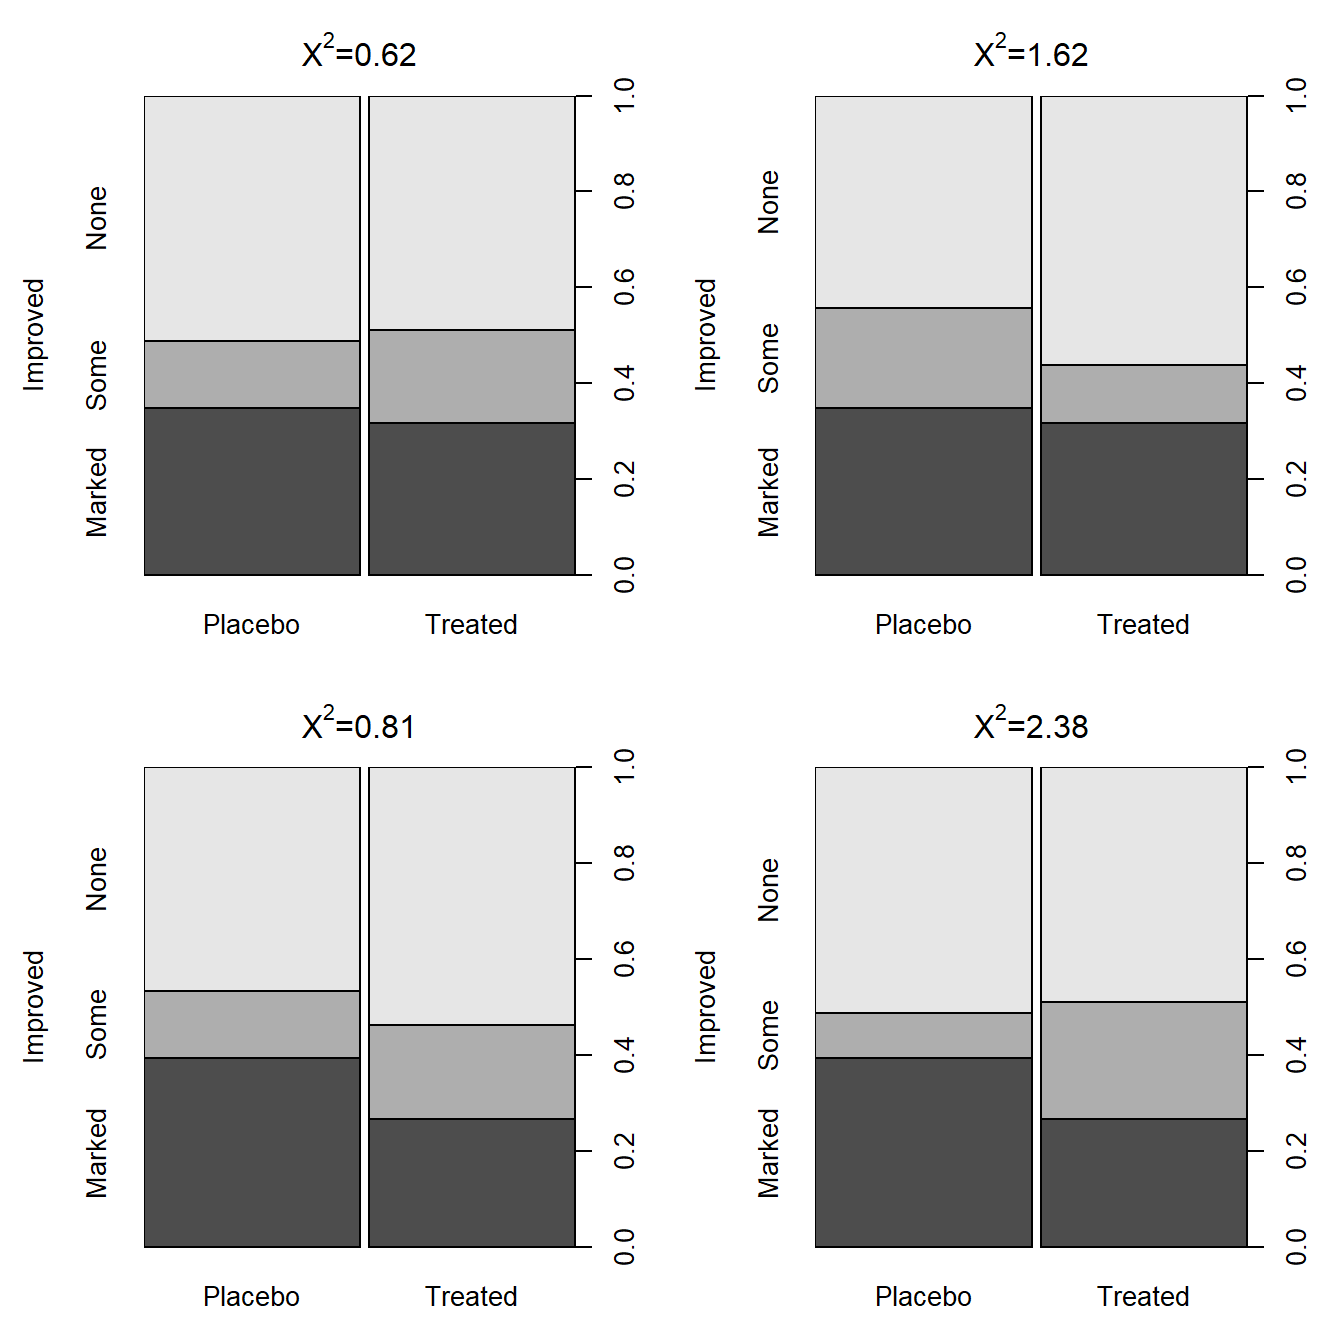 X²=0.62
Improved
None
Some
Marked
1.0
0.8
0.6
0.4
0.2
0.0
Placebo Treated
X²=1.62
Improved
None
Some
Marked
1.0
0.8
0.6
0.4
0.2
0.0
Placebo Treated
X²=0.81
Improved
None
Some
Marked
1.0
0.8
0.6
0.4
0.2
0.0
Placebo Treated
X²=2.38
Improved
None
Some
Marked
1.0
0.8
0.6
0.4
0.2
0.0
Placebo Treated